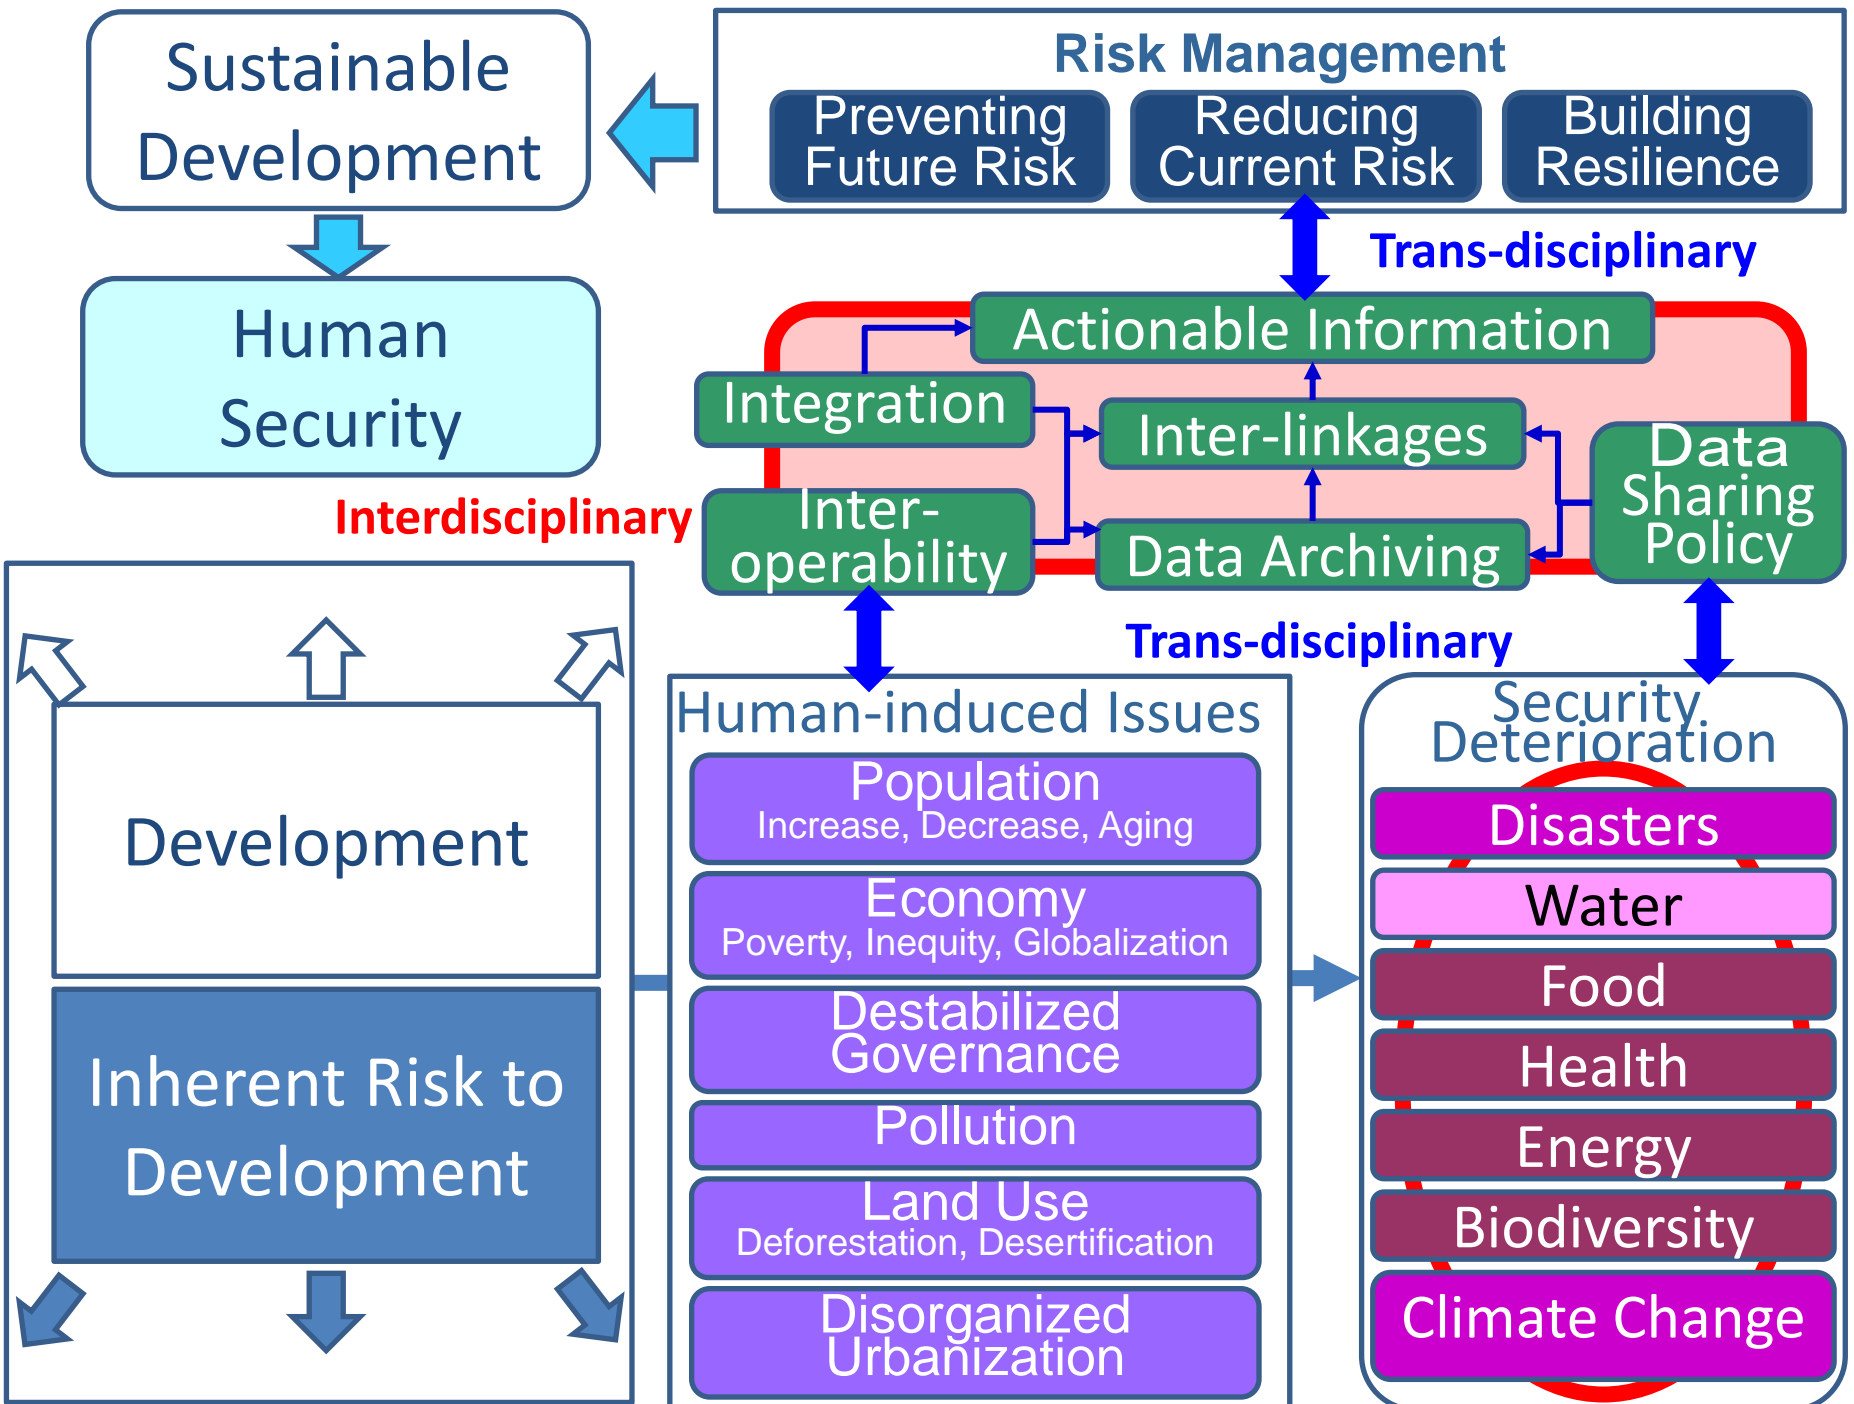 Sustainable
Development
Risk Management
Preventing
Future Risk
Reducing
Current Risk
Building
Resilience
Trans-disciplinary
Human
Security
Actionable Information
Integration
Inter-linkages
Data
Sharing
Policy
Interdisciplinary
Inter-
operability
Data Archiving
Trans-disciplinary
Development
Inherent Risk to
Development
Human-induced Issues
Population
Increase, Decrease, Aging
Economy
Poverty, Inequity, Globalization
Destabilized
Governance
Pollution
Land Use
Deforestation, Desertification
Disorganized
Urbanization
Security
Deterioration
Disasters
Water
Food
Health
Energy
Biodiversity
Climate Change